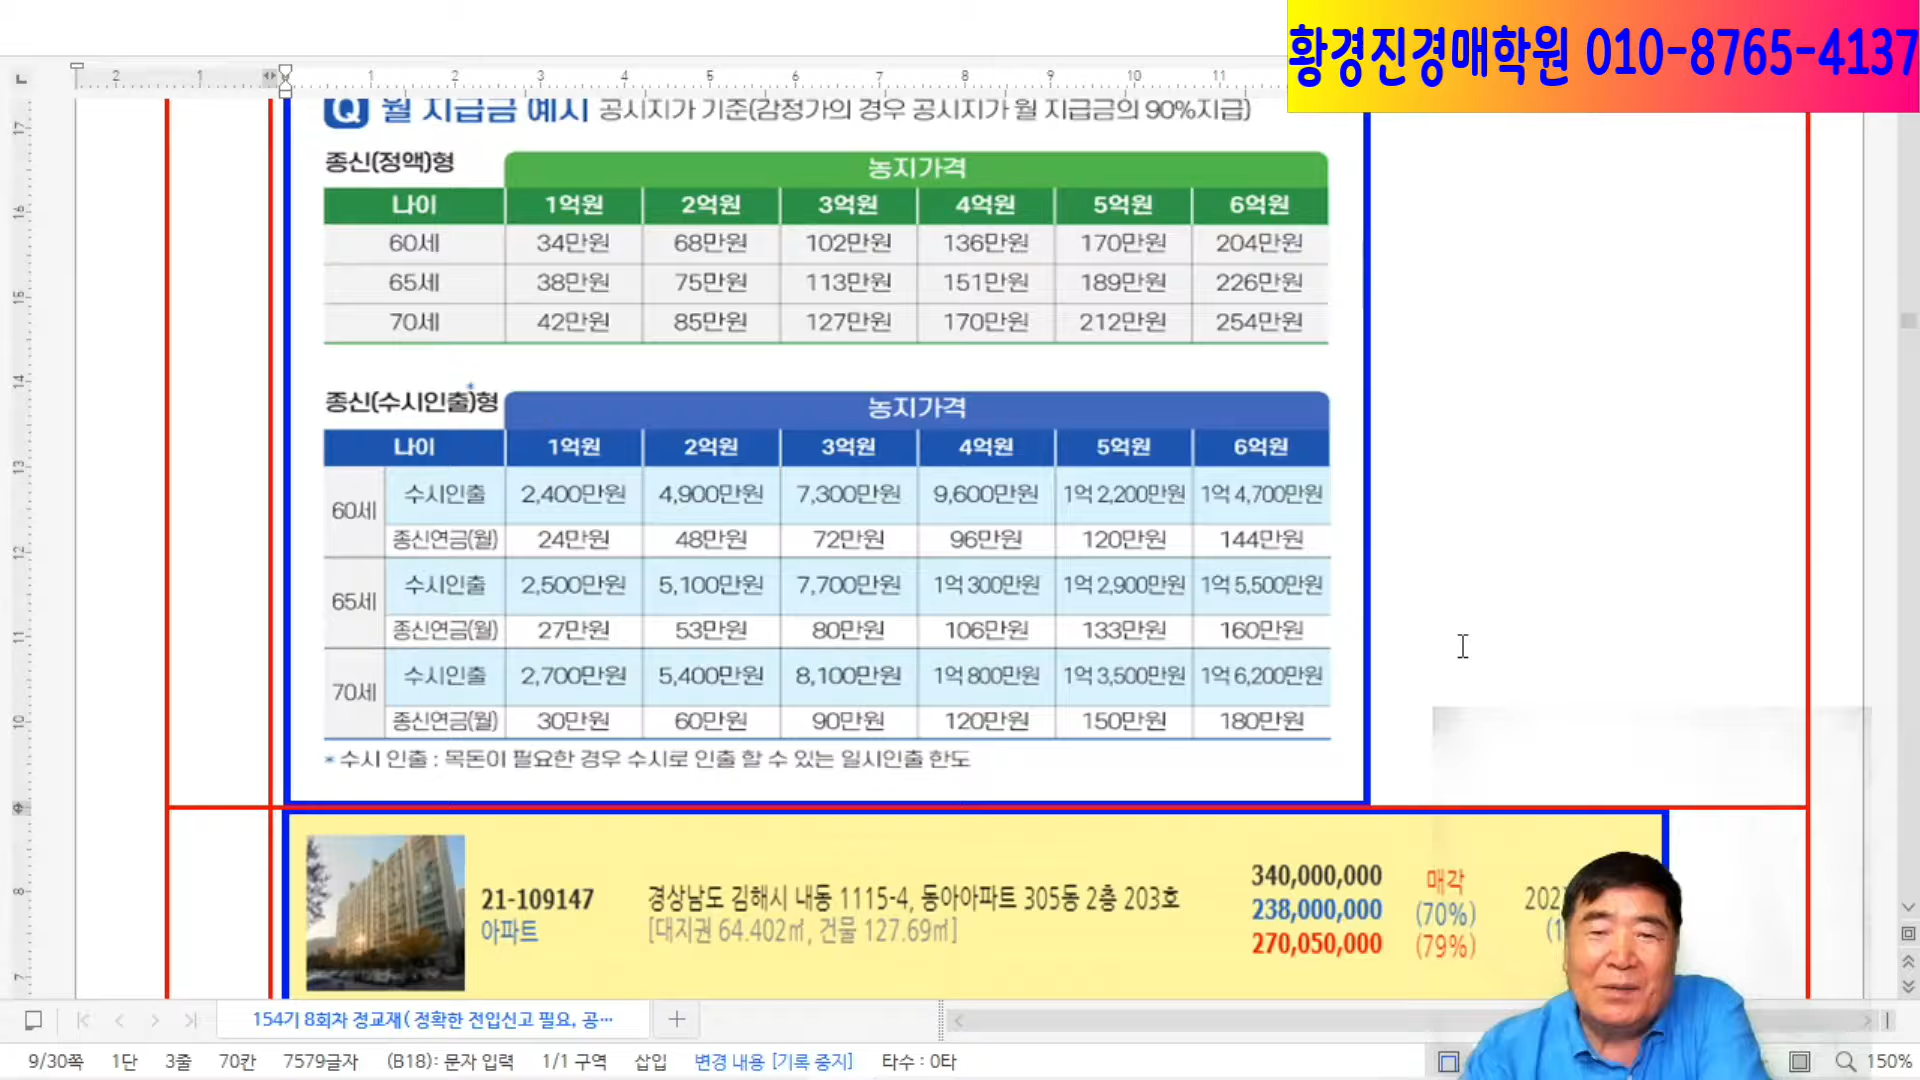 황경진경매학원 010-8765-4137
2 1 1 2 3 4 5 6 7 8 9 10 11
Q 월 지급금 예시 공시지가 기준(감정가의 경우 공시지가 월 지급금의 90%지급)
종신(정액)형 농지가격
나이 1억원 2억원 3억원 4억원 5억원 6억원
60세 34만원 68만원 102만원 136만원 170만원 204만원
65세 38만원 75만원 113만원 151만원 189만원 226만원
70세 42만원 85만원 127만원 170만원 212만원 254만원
종신(수시인출)형* 농지가격
나이 1억원 2억원 3억원 4억원 5억원 6억원
60세 수시인출 2,400만원 4,900만원 7,300만원 9,600만원 1억 2,200만원 1억 4,700만원
종신연금(월) 24만원 48만원 72만원 96만원 120만원 144만원
65세 수시인출 2,500만원 5,100만원 7,700만원 1억 300만원 1억 2,900만원 1억 5,500만원
종신연금(월) 27만원 53만원 80만원 106만원 133만원 160만원
70세 수시인출 2,700만원 5,400만원 8,100만원 1억 800만원 1억 3,500만원 1억 6,200만원
종신연금(월) 30만원 60만원 90만원 120만원 150만원 180만원
* 수시 인출 : 목돈이 필요한 경우 수시로 인출 할 수 있는 일시인출 한도
21-109147
아파트
경상남도 김해시 내동 1115-4, 동아아파트 305동 2층 203호
[대지권 64.402㎡, 건물 127.69㎡]
340,000,000 매각
238,000,000 (70%)
270,050,000 (79%)
154기 8회차 정교재( 정확한 전입신고 필요, 공···
9/30쪽 1단 3줄 70칸 7579글자 (B18): 문자 입력 1/1 구역 삽입 변경 내용 [기록 중지] 타수 : 0타 150%